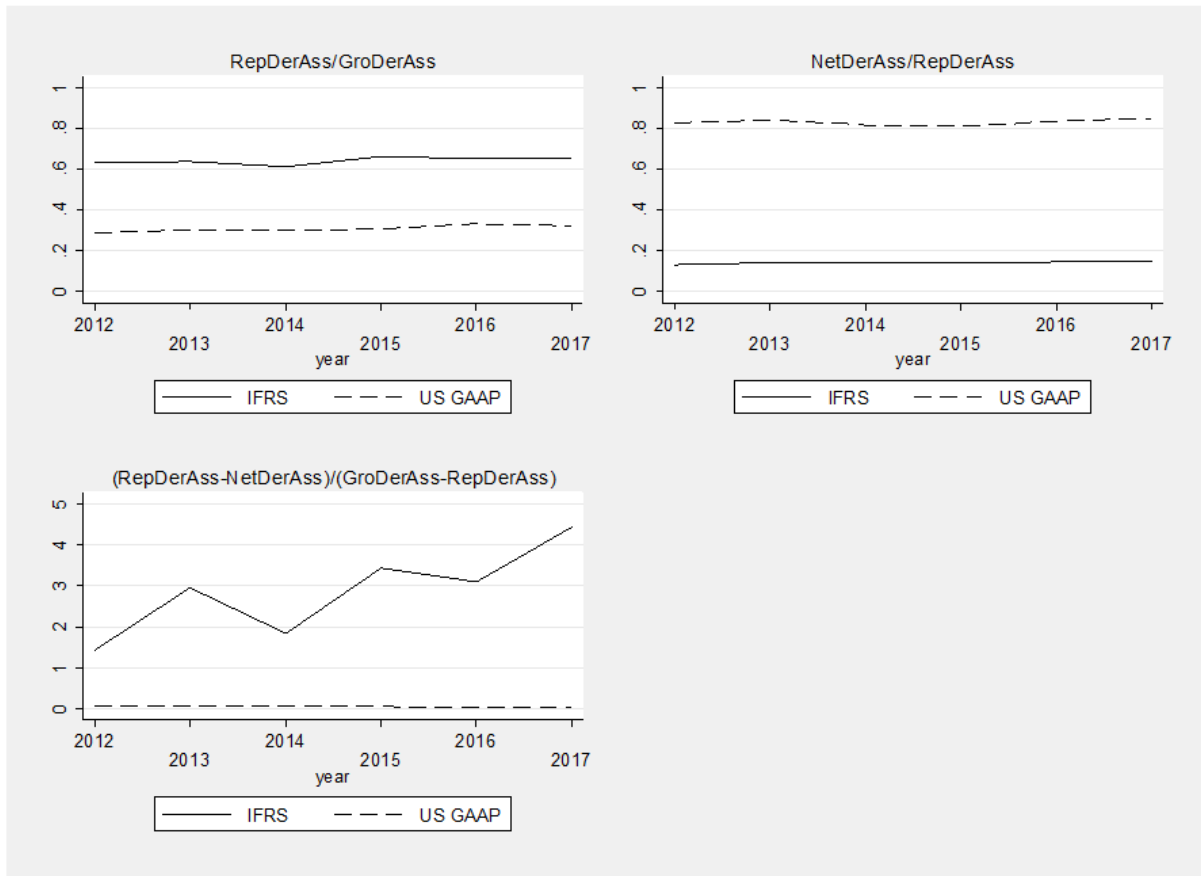 RepDerAss/GroDerAss
1
.8
.6
.4
.2
0
2012 2014 2016
2013 2015 2017
year
IFRS US GAAP
NetDerAss/RepDerAss
1
.8
.6
.4
.2
0
2012 2014 2016
2013 2015 2017
year
IFRS US GAAP
(RepDerAss-NetDerAss)/(GroDerAss-RepDerAss)
5
4
3
2
1
0
2012 2014 2016
2013 2015 2017
year
IFRS US GAAP